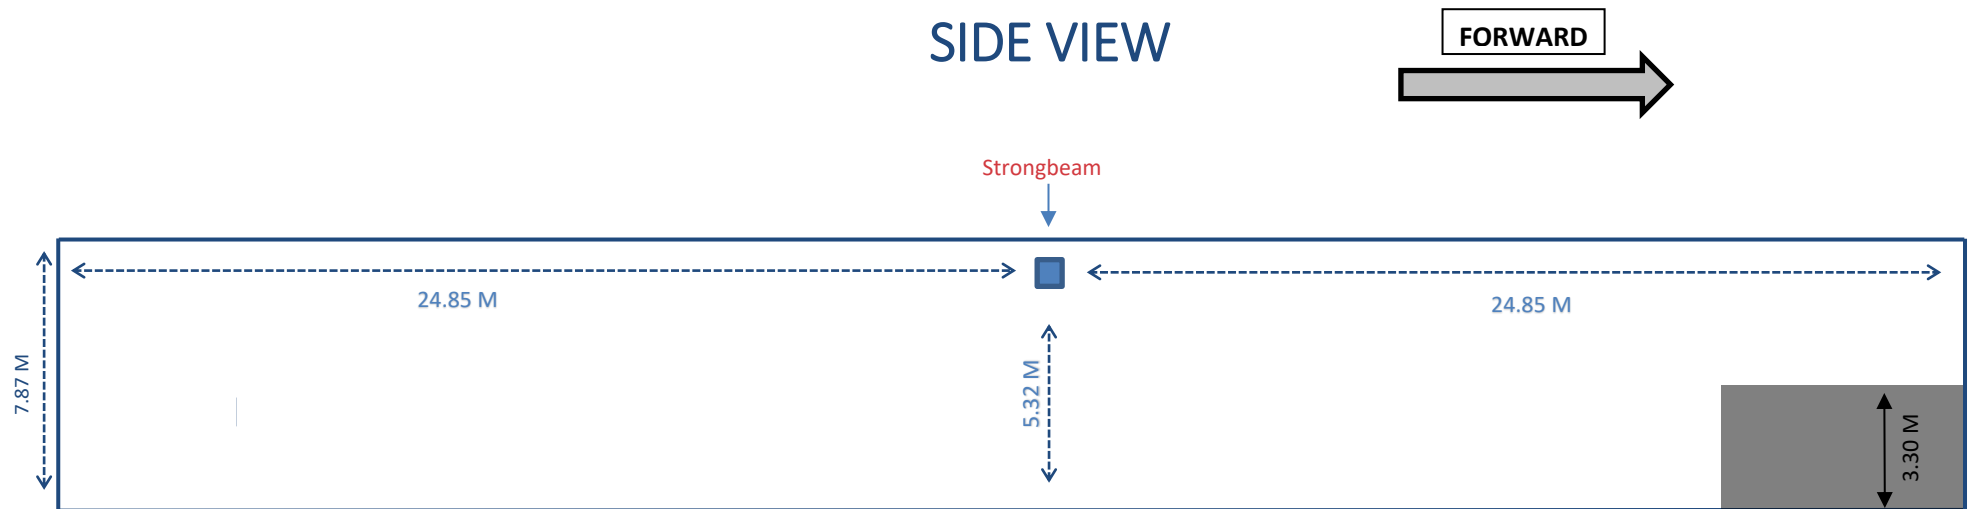 SIDE VIEW
FORWARD
Strongbeam
24.85 M
24.85 M
7.87 M
5.32 M
3.30 M